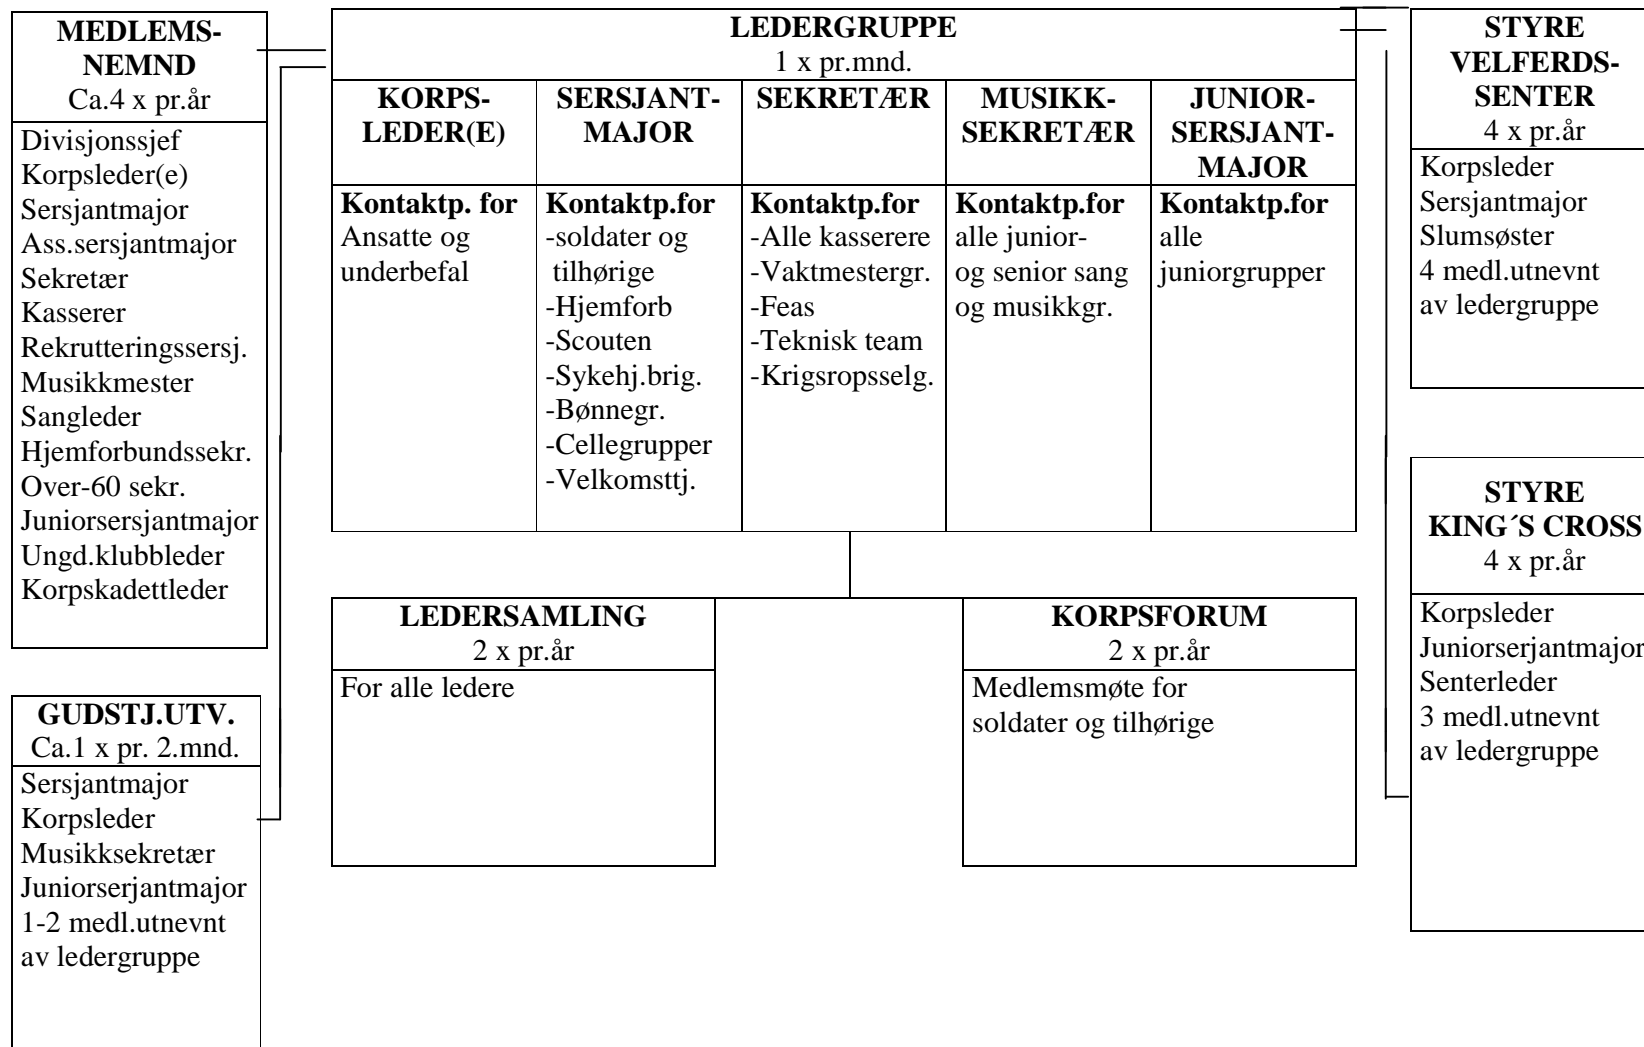 MEDLEMS-
NEMND
Ca.4 x pr.år
Divisjonssjef
Korpsleder(e)
Sersjantmajor
Ass.sersjantmajor
Sekretær
Kasserer
Rekrutteringssersj.
Musikkmester
Sangleder
Hjemforbundssekr.
Over-60 sekr.
Juniorsersjantmajor
Ungd.klubbleder
Korpskadettleder
GUDSTJ.UTV.
Ca.1 x pr. 2.mnd.
Sersjantmajor
Korpsleder
Musikksekretær
Juniorserjantmajor
1-2 medl.utnevnt
av ledergruppe
LEDERGRUPPE
1 x pr.mnd.
KORPS-
LEDER(E)
Kontaktp. for
Ansatte og
underbefal
SERSJANT-
MAJOR
Kontaktp.for
-soldater og
tilhørige
-Hjemforb
-Scouten
-Sykehj.brig.
-Bønnegr.
-Cellegrupper
-Velkomsttj.
SEKRETÆR
Kontaktp.for
-Alle kasserere
-Vaktmestergr.
-Feas
-Teknisk team
-Krigsropsselg.
MUSIKK-
SEKRETÆR
Kontaktp.for
alle junior-
og senior sang
og musikkgr.
JUNIOR-
SERSJANT-
MAJOR
Kontaktp.for
alle
juniorgrupper
LEDERSAMLING
2 x pr.år
For alle ledere
KORPSFORUM
2 x pr.år
Medlemsmøte for
soldater og tilhørige
STYRE
VELFERDS-
SENTER
4 x pr.år
Korpsleder
Sersjantmajor
Slumsøster
4 medl.utnevnt
av ledergruppe
STYRE
KING´S CROSS
4 x pr.år
Korpsleder
Juniorserjantmajor
Senterleder
3 medl.utnevnt
av ledergruppe